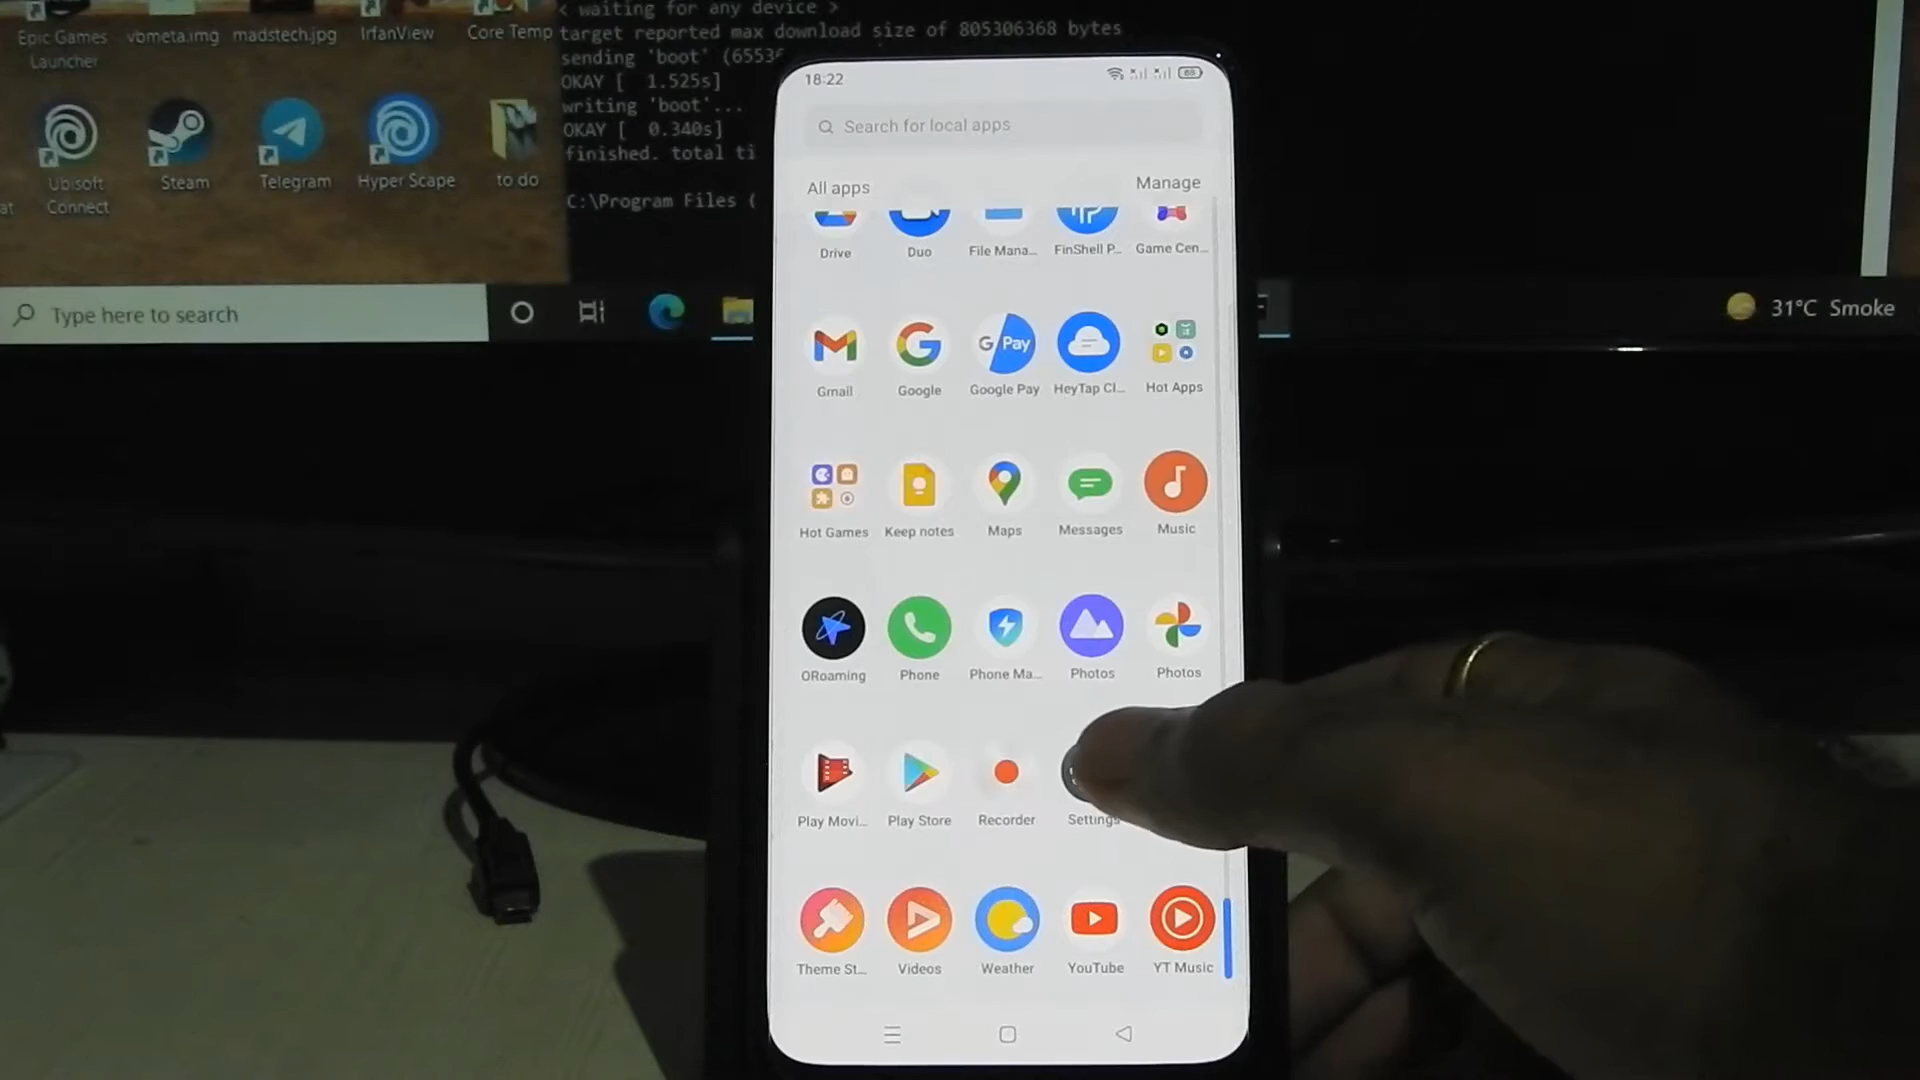 < waiting for any device >
target reported max download size of 805306368 bytes
sending 'boot' (65536
OKAY [ 1.525s]
writing 'boot'...
OKAY [ 0.340s]
finished. total ti
C:\Program Files (
Epic Games
Launcher
vbmeta.img
madstech.jpg
IrfanView
Core Temp
at
Ubisoft
Connect
Steam
Telegram
Hyper Scape
to do
Type here to search
31°C Smoke
18:22
69
Search for local apps
All apps
Manage
Drive
Duo
File Mana...
FinShell P...
Game Cen...
Gmail
Google
G Pay
Google Pay
HeyTap Cl...
Hot Apps
Hot Games
Keep notes
Maps
Messages
Music
ORoaming
Phone
Phone Ma...
Photos
Photos
Play Movi...
Play Store
Recorder
Settings
Theme St...
Videos
Weather
YouTube
YT Music